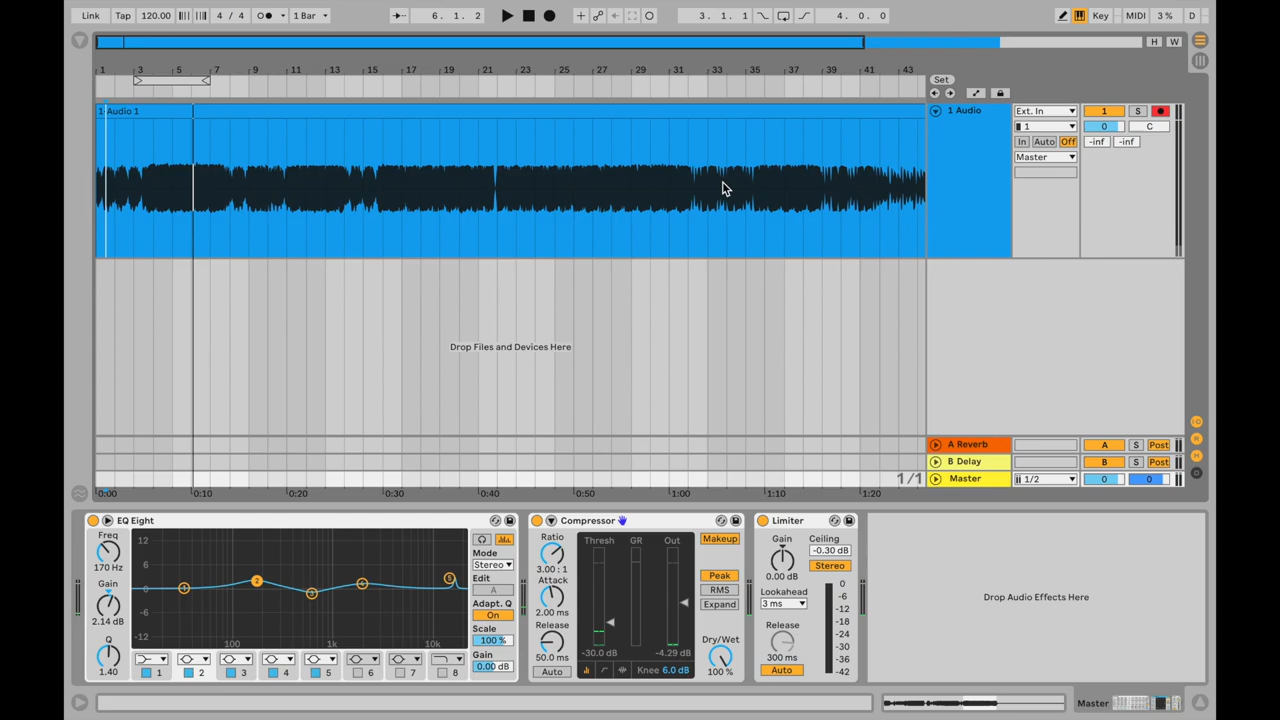 Link Tap 120.00 4 / 4 1 Bar 6. 1. 2 3. 1. 1 4. 0. 0 Key MIDI 3 % D
H W
1 3 5 7 9 11 13 15 17 19 21 23 25 27 29 31 33 35 37 39 41 43
Set
1 Audio 1 1 Audio Ext. In 1 S
1 0 C
In Auto Off -inf -inf
Master
Drop Files and Devices Here
A Reverb A S Post
B Delay B S Post
1/1 Master 1/2 0 0
0:00 0:10 0:20 0:30 0:40 0:50 1:00 1:10 1:20
EQ Eight
Freq
170 Hz
Gain
2.14 dB
Q
1.40
12
6
0
-6
-12
100 1k 10k
1 2 3 4 5
1 2 3 4 5 6 7 8
Mode
Stereo
Edit
A
Adapt. Q
On
Scale
100 %
Gain
0.00 dB
Compressor
Ratio
3.00 : 1
Attack
2.00 ms
Release
50.0 ms
Auto
Thresh GR Out
-30.0 dB -4.29 dB
Knee 6.0 dB
Makeup
Peak
RMS
Expand
Dry/Wet
100 %
Limiter
Gain
0.00 dB
Ceiling
-0.30 dB
Stereo
Lookahead
3 ms
Release
300 ms
Auto
0
-6
-12
-18
-24
-30
-36
-42
Drop Audio Effects Here
Master